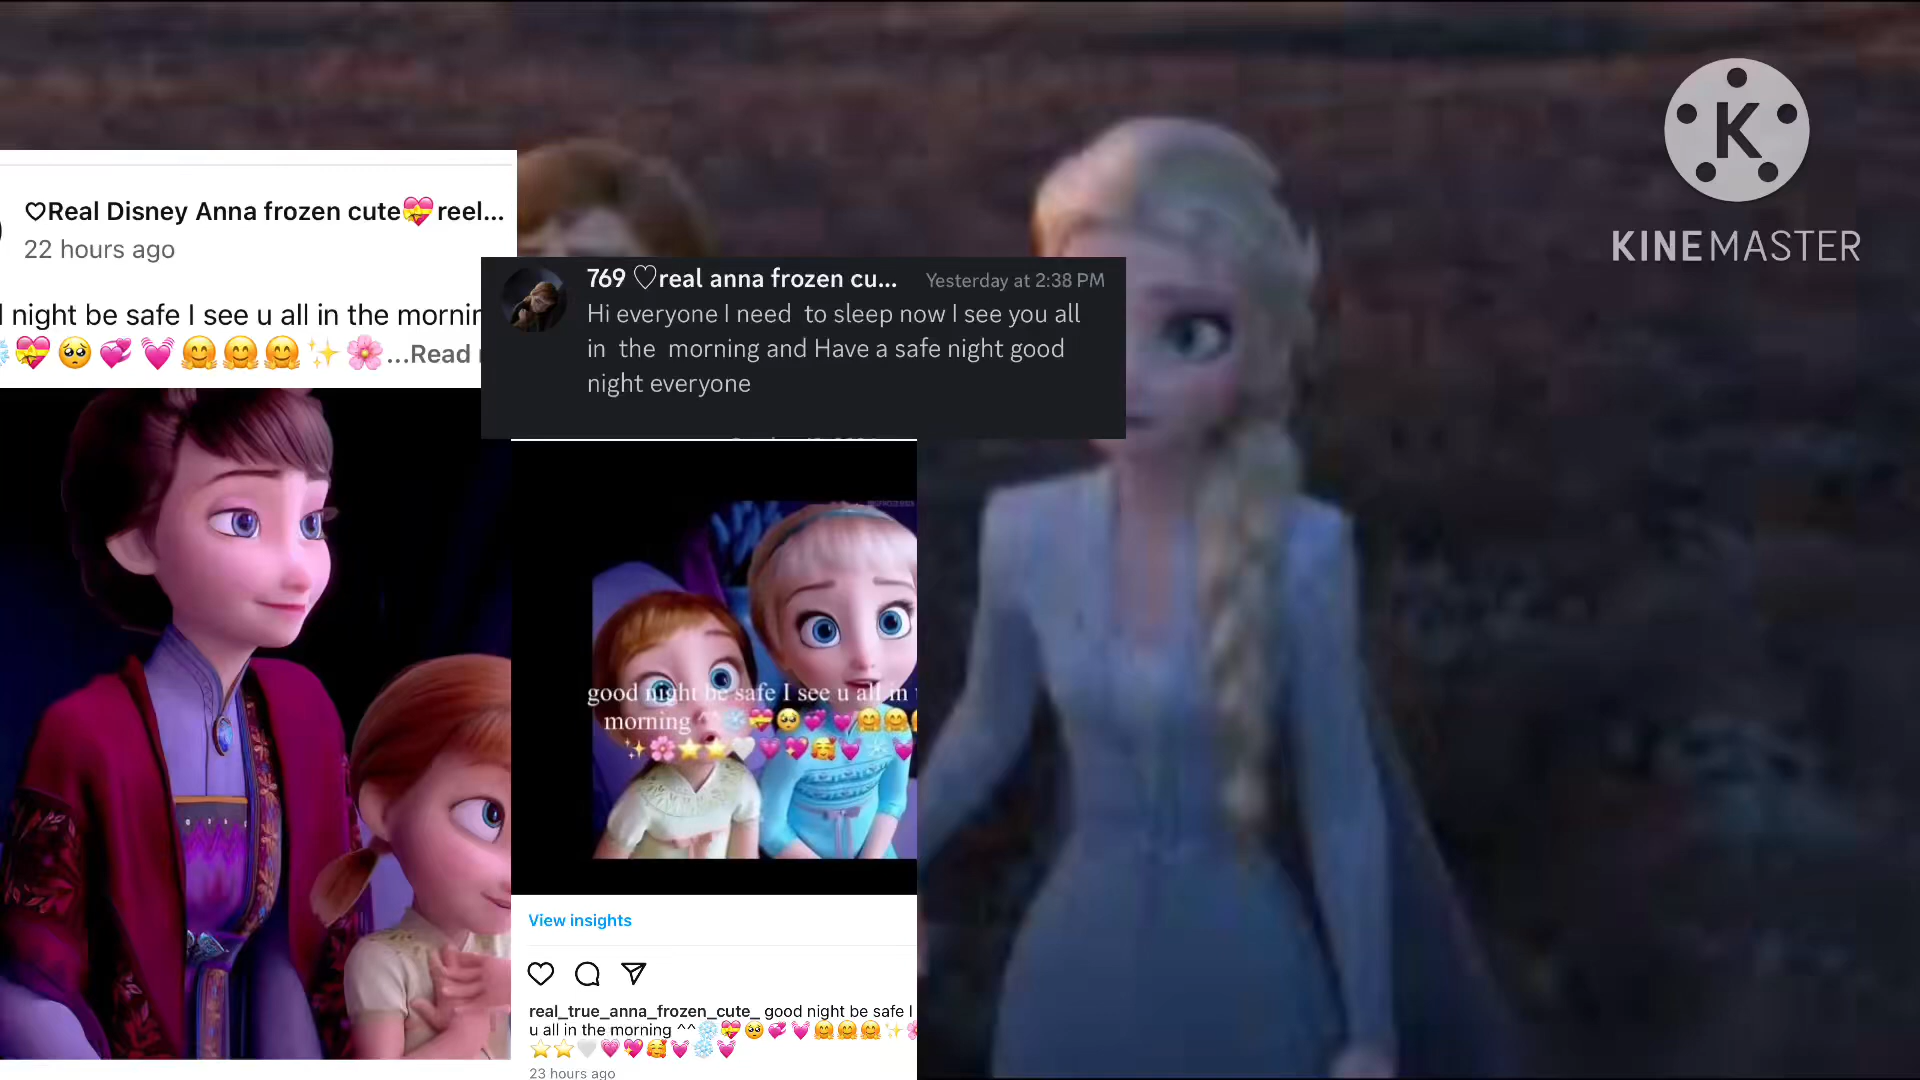 ♡Real Disney Anna frozen cute💝reel...
22 hours ago
night be safe I see u all in the mornin
❄️💝🥺💞💓🤗🤗🤗✨🌸...Read
769 ♡real anna frozen cu... Yesterday at 2:38 PM
Hi everyone I need to sleep now I see you all
in the morning and Have a safe night good
night everyone
good night be safe I see u all in
morning ^^❄️💝🥺💞💓🤗🤗
✨🌸⭐⭐🤍💗💖🥰💓❄️💓
View insights
real_true_anna_frozen_cute_ good night be safe I
u all in the morning ^^❄️💝🥺💞💓🤗🤗🤗✨🌸
⭐⭐🤍💗💖🥰💓❄️💓
23 hours ago
K
KINEMASTER